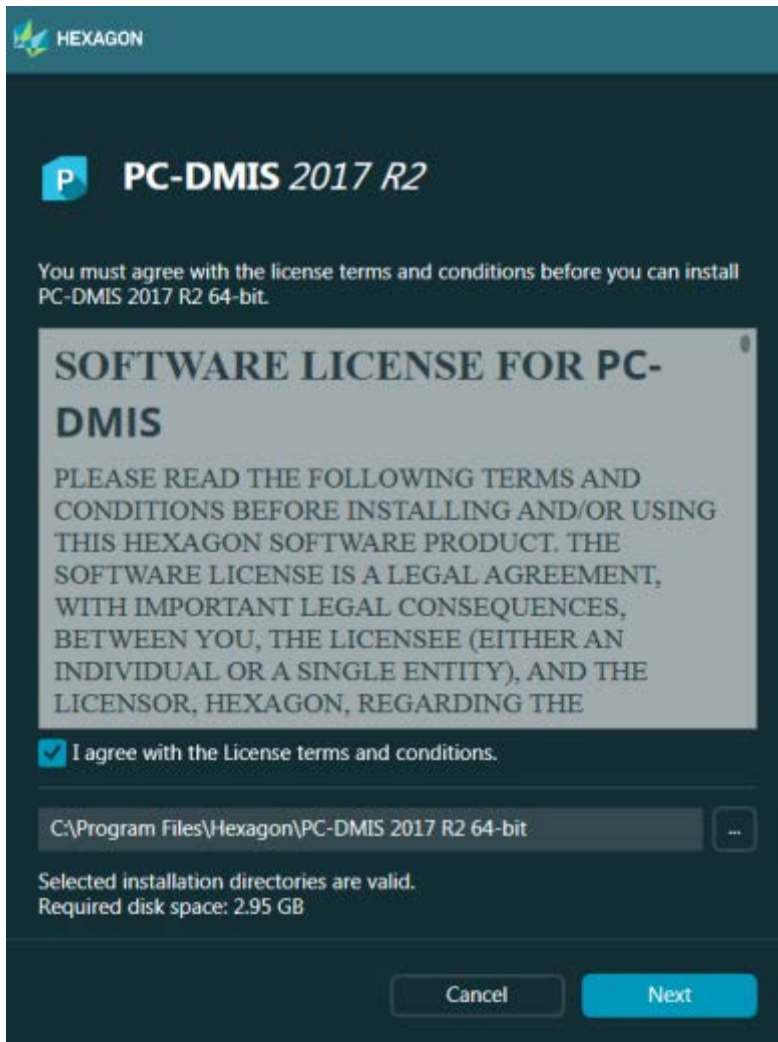 HEXAGON
P PC-DMIS 2017 R2
You must agree with the license terms and conditions before you can install
PC-DMIS 2017 R2 64-bit.
SOFTWARE LICENSE FOR PC-
DMIS
PLEASE READ THE FOLLOWING TERMS AND
CONDITIONS BEFORE INSTALLING AND/OR USING
THIS HEXAGON SOFTWARE PRODUCT. THE
SOFTWARE LICENSE IS A LEGAL AGREEMENT,
WITH IMPORTANT LEGAL CONSEQUENCES,
BETWEEN YOU, THE LICENSEE (EITHER AN
INDIVIDUAL OR A SINGLE ENTITY), AND THE
LICENSOR, HEXAGON, REGARDING THE
I agree with the License terms and conditions.
C:\Program Files\Hexagon\PC-DMIS 2017 R2 64-bit ...
Selected installation directories are valid.
Required disk space: 2.95 GB
Cancel Next